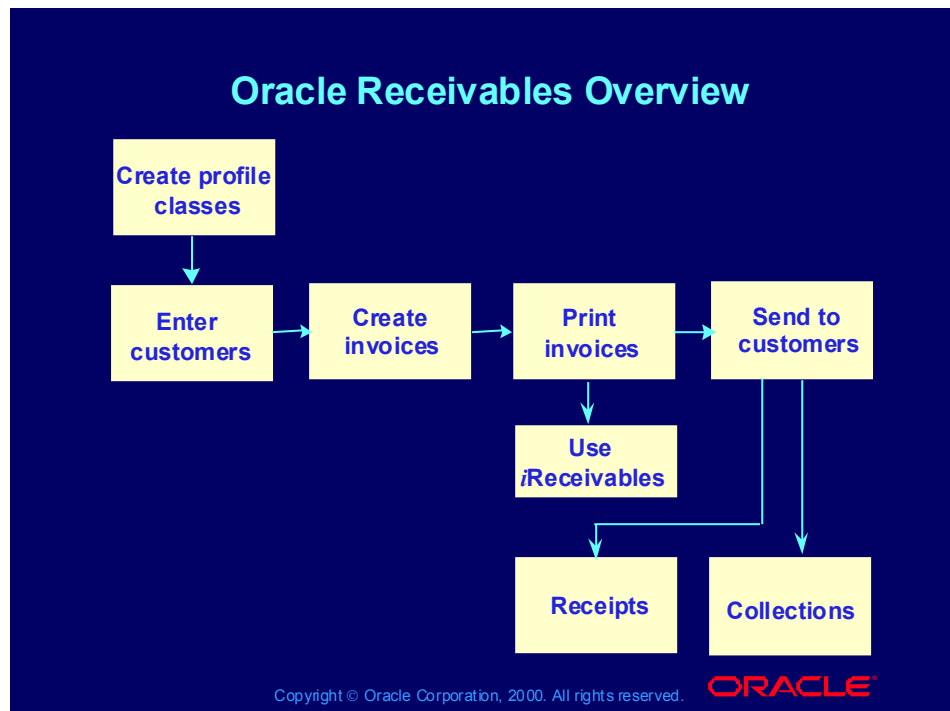 Oracle Receivables Overview
Create profile
classes
Enter
customers
Create
invoices
Print
invoices
Send to
customers
Use
iReceivables
Receipts
Collections
Copyright © Oracle Corporation, 2000. All rights reserved.
ORACLE®